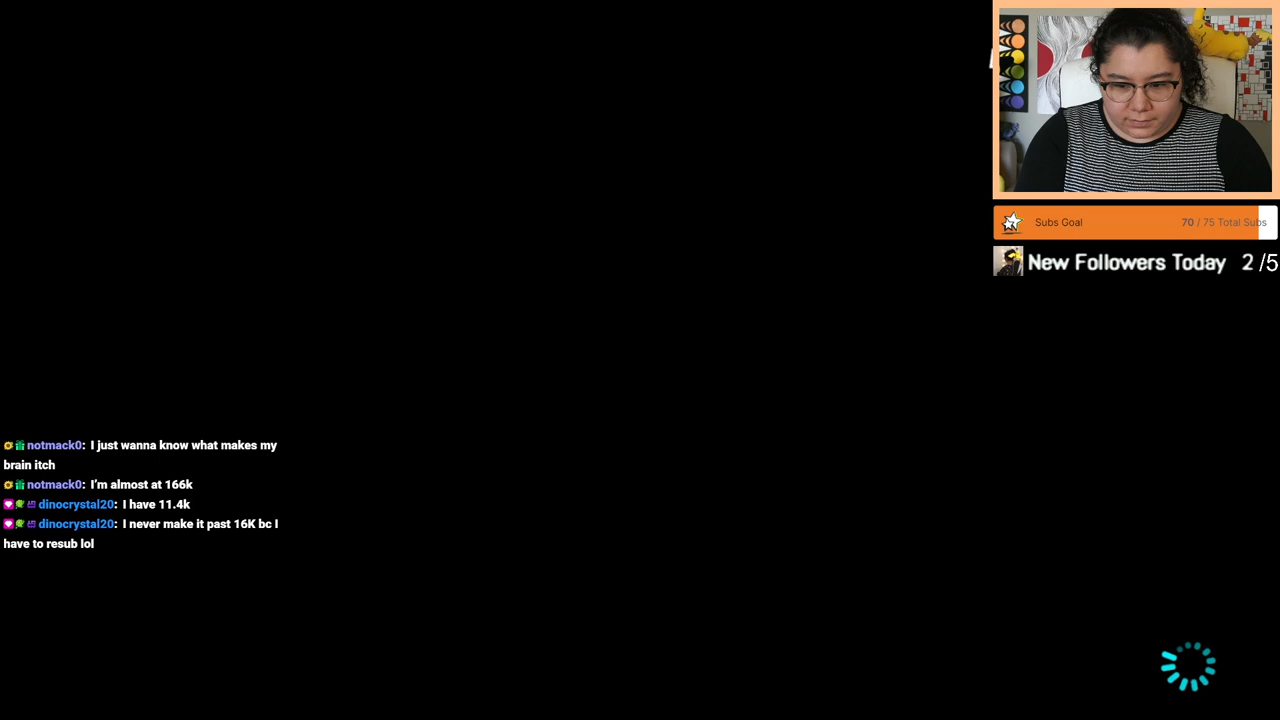 Subs Goal 70 / 75 Total Subs
New Followers Today 2 /5
notmack0: I just wanna know what makes my
brain itch
notmack0: I'm almost at 166k
dinocrystal20: I have 11.4k
dinocrystal20: I never make it past 16K bc I
have to resub lol